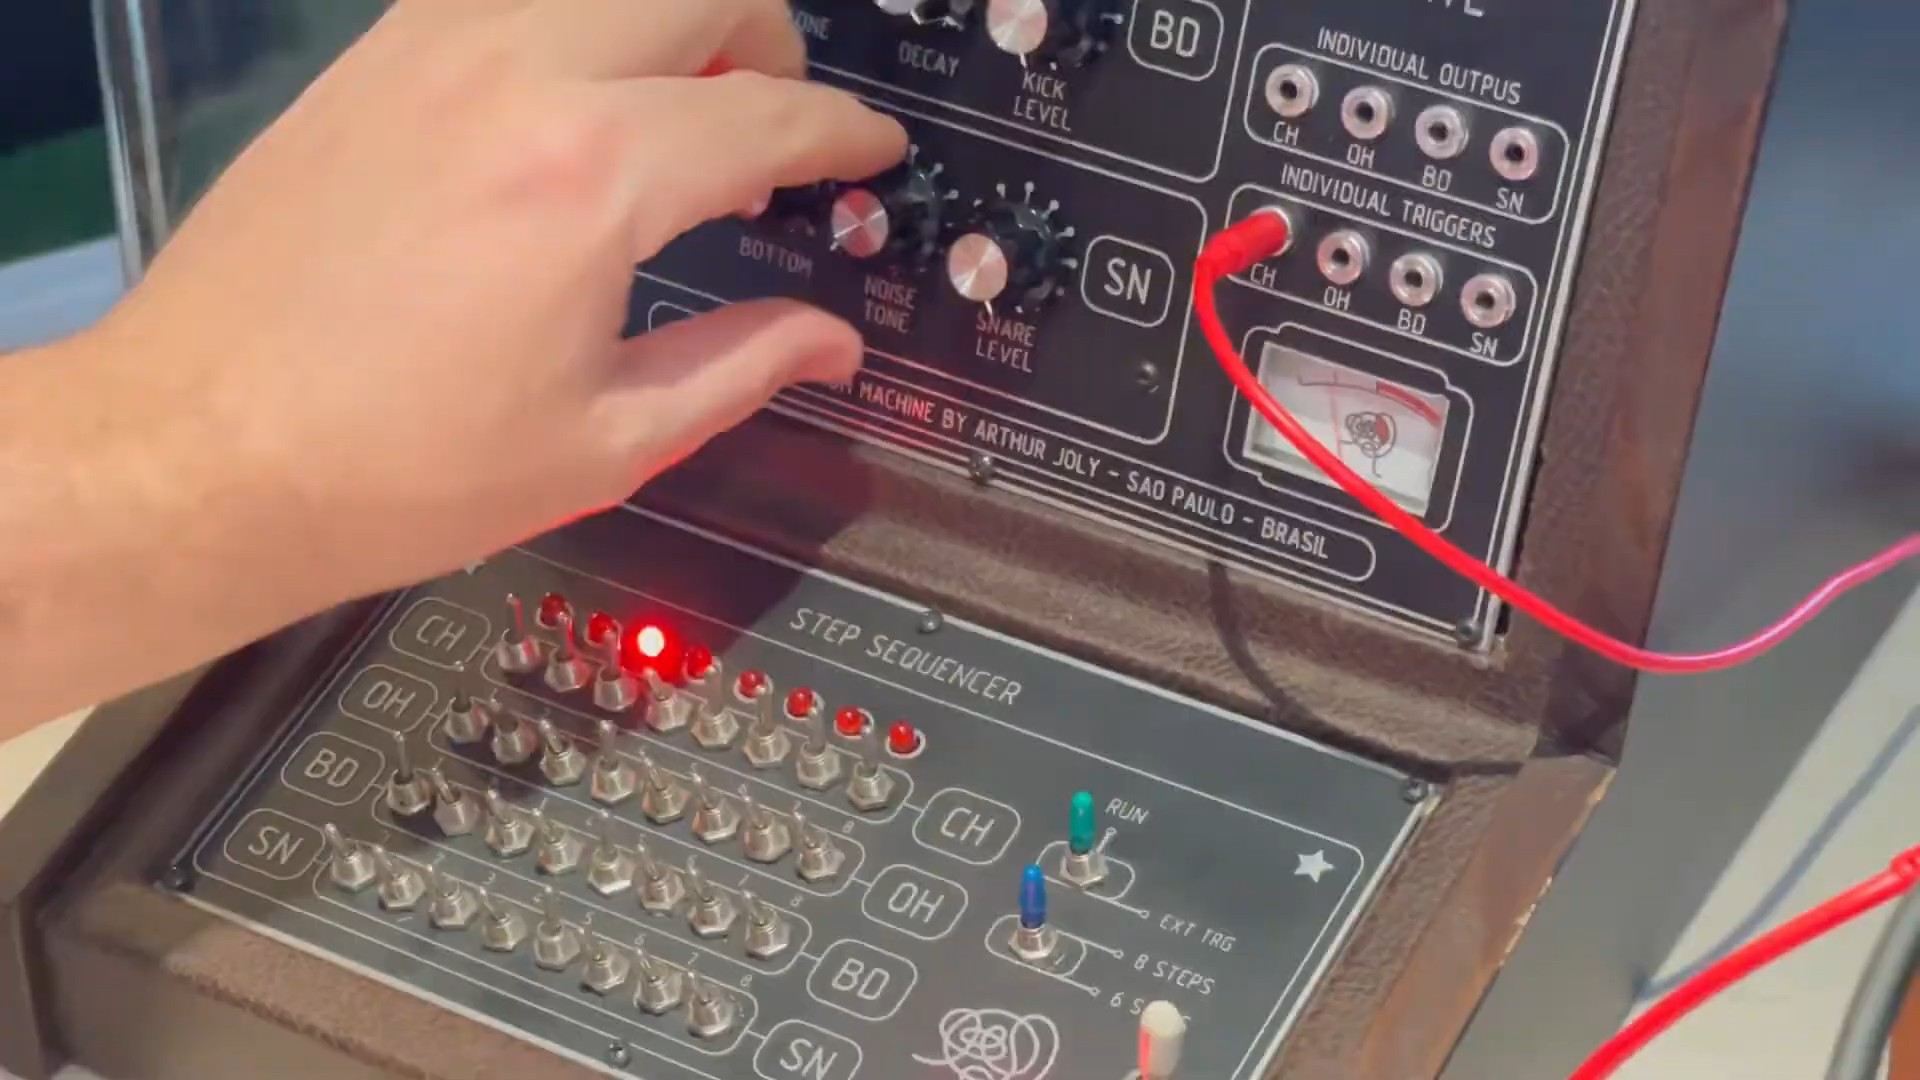 DECAY
KICK
LEVEL
BD
INDIVIDUAL OUTPUS
CH
OH
BD
SN
INDIVIDUAL TRIGGERS
CH
OH
BD
SN
BOTTOM
NOISE
TONE
SNARE
LEVEL
SN
MACHINE BY ARTHUR JOLY - SAO PAULO - BRASIL
STEP SEQUENCER
CH
OH
BD
SN
CH
OH
BD
SN
RUN
EXT TRG
8 STEPS
6